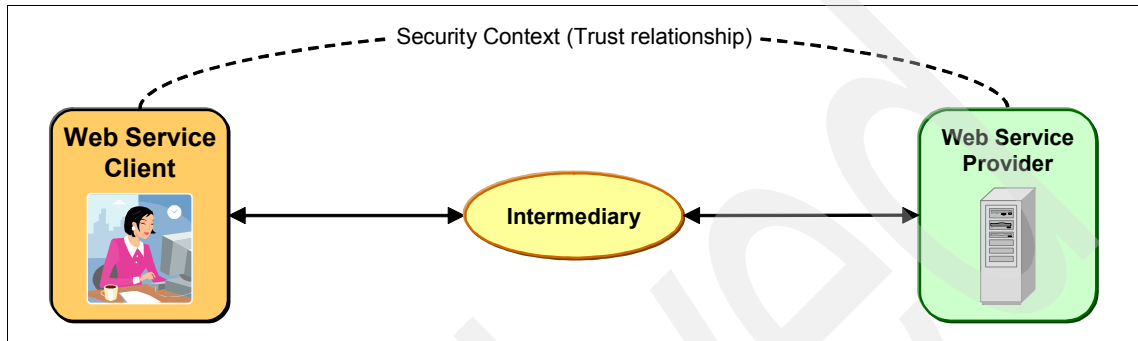 Security Context (Trust relationship)
Web Service
Client
Intermediary
Web Service
Provider